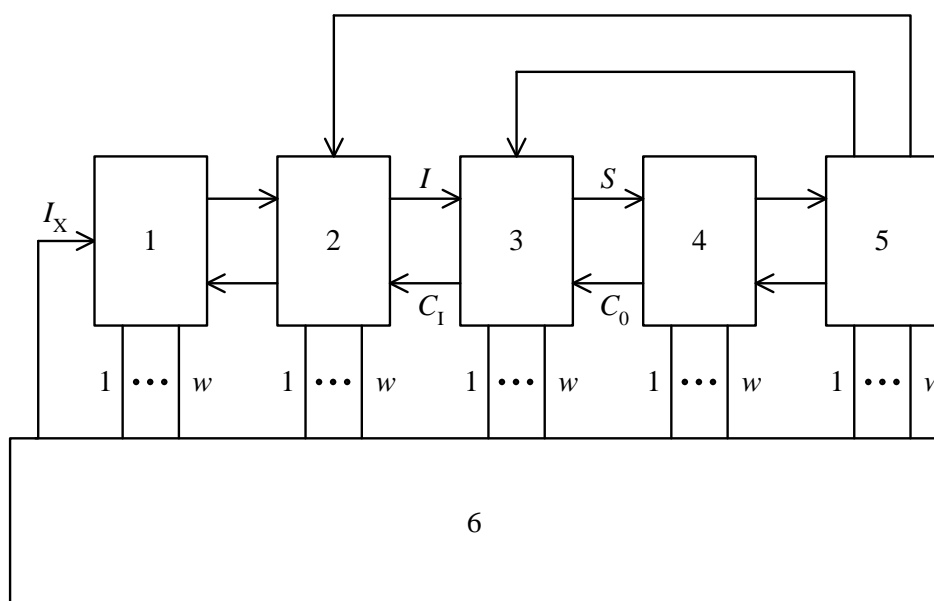 I S
I_X 1 2 3 4 5
C_I C_0
1 ••• w 1 ••• w 1 ••• w 1 ••• w 1 •••
6